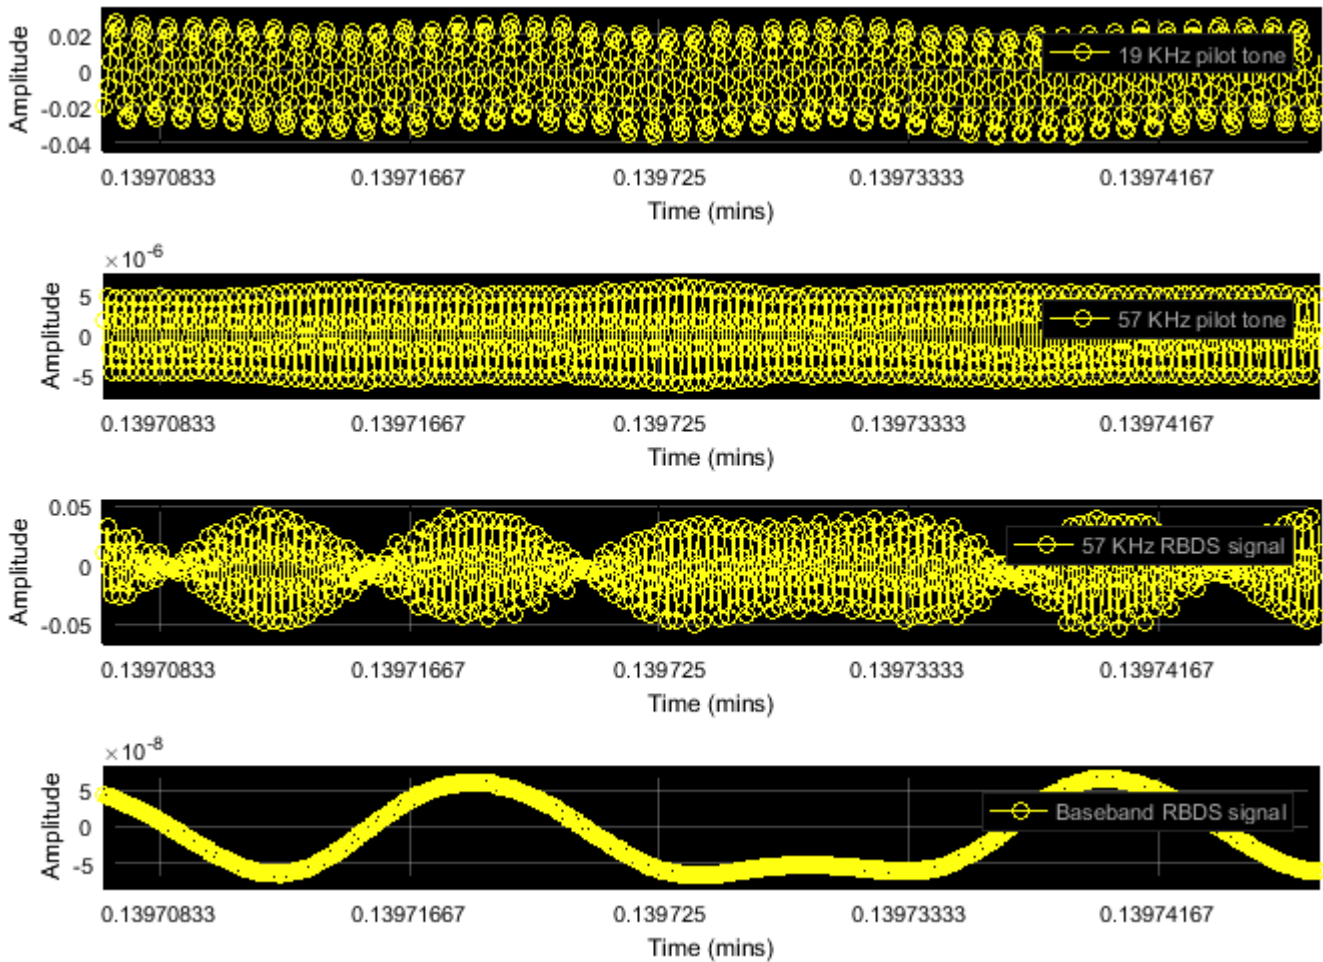 0.02
0
-0.02
-0.04
Amplitude
19 KHz pilot tone
0.13970833 0.13971667 0.139725 0.13973333 0.13974167
Time (mins)
×10-6
5
0
-5
Amplitude
57 KHz pilot tone
0.13970833 0.13971667 0.139725 0.13973333 0.13974167
Time (mins)
0.05
0
-0.05
Amplitude
57 KHz RBDS signal
0.13970833 0.13971667 0.139725 0.13973333 0.13974167
Time (mins)
×10-8
5
0
-5
Amplitude
Baseband RBDS signal
0.13970833 0.13971667 0.139725 0.13973333 0.13974167
Time (mins)